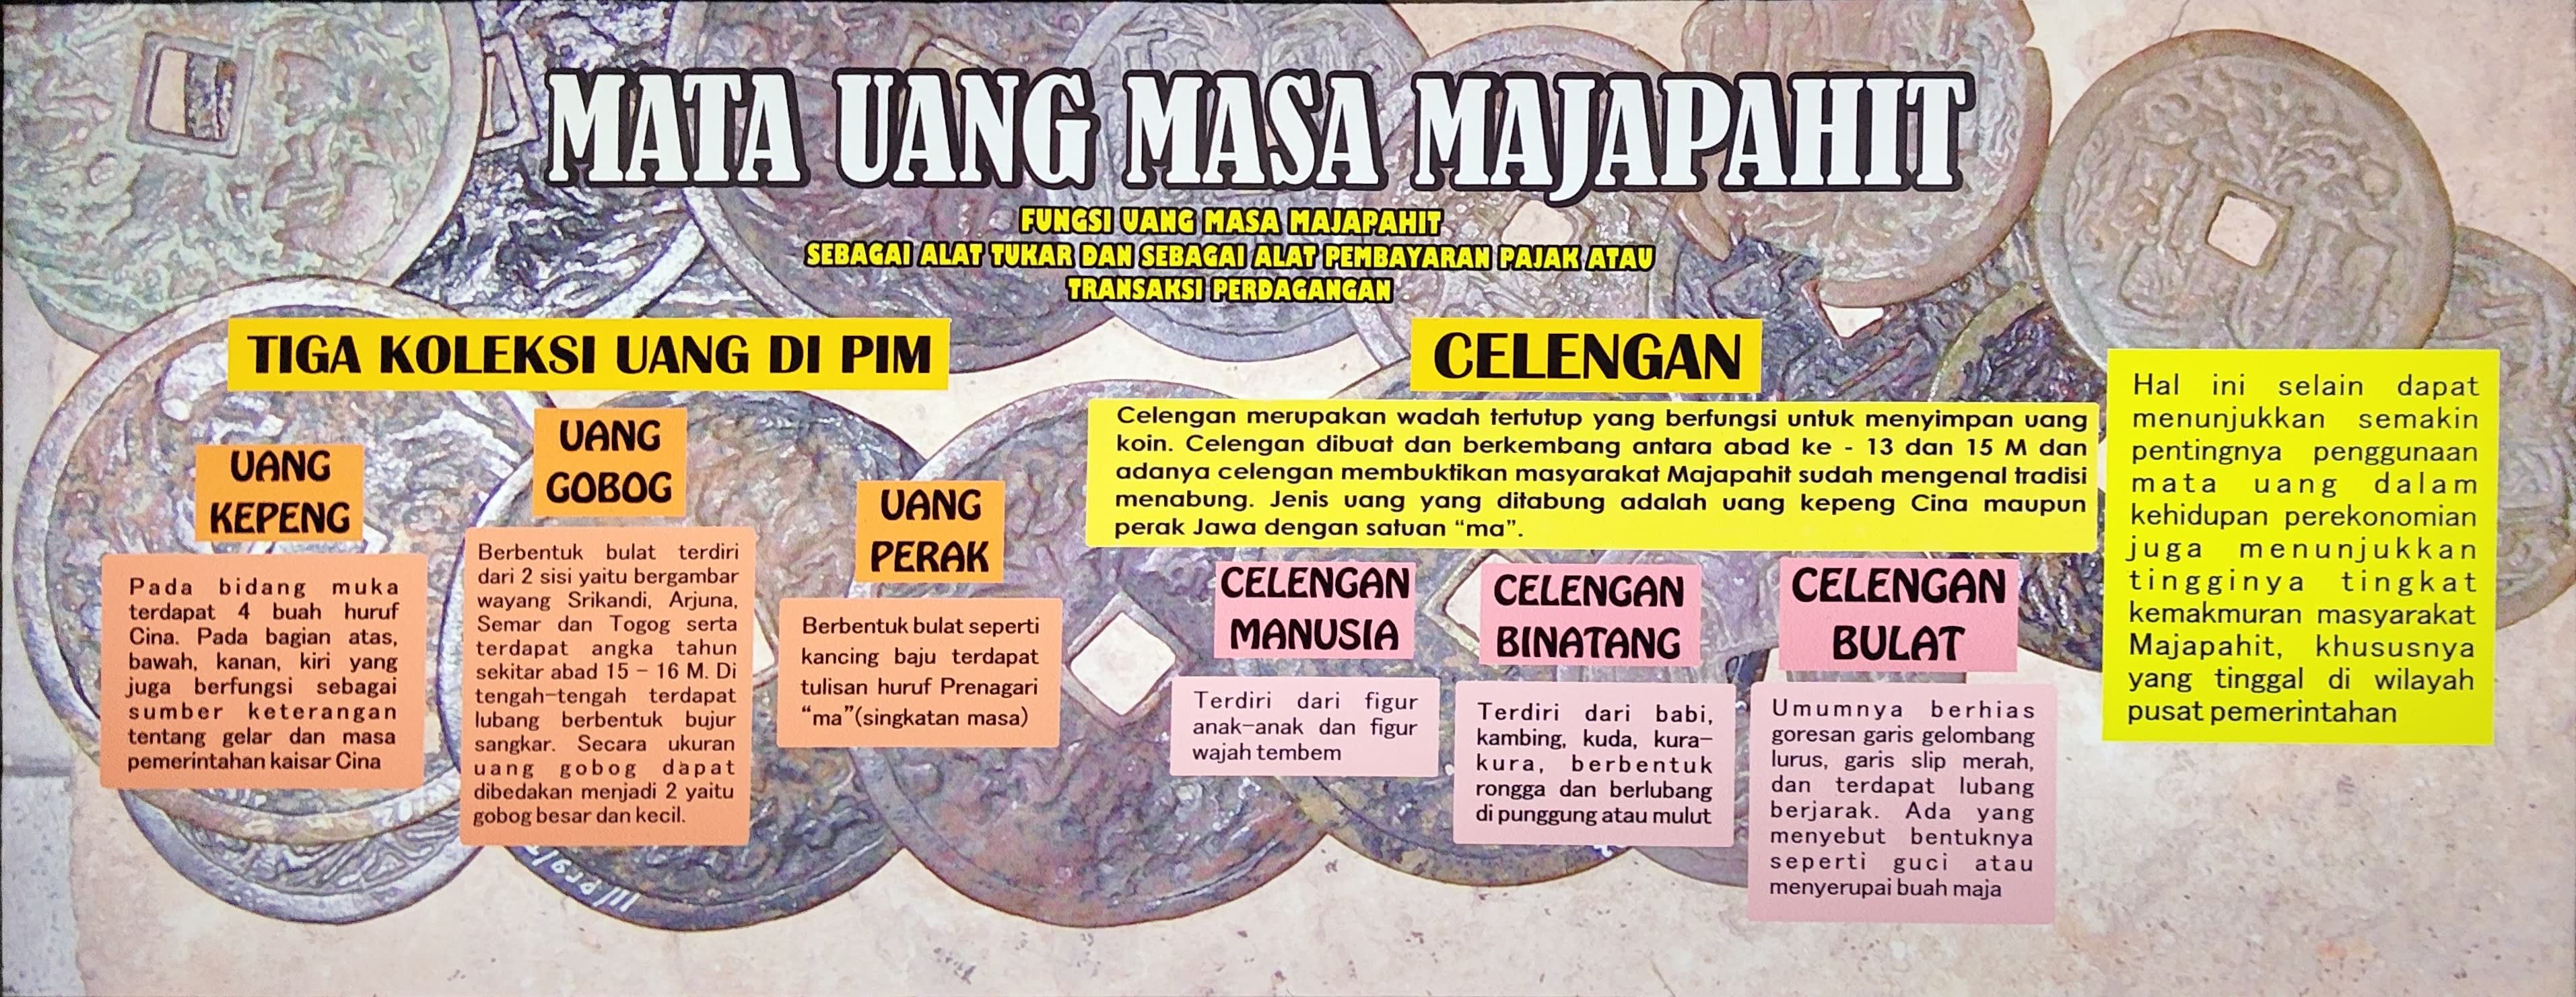 MATA UANG MASA MAJAPAHIT
FUNGSI UANG MASA MAJAPAHIT
SEBAGAI ALAT TUKAR DAN SEBAGAI ALAT PEMBAYARAN PAJAK ATAU
TRANSAKSI PERDAGANGAN
TIGA KOLEKSI UANG DI PIM
UANG
KEPENG
Pada bidang muka
terdapat 4 buah huruf
Cina. Pada bagian atas,
bawah, kanan, kiri yang
juga berfungsi sebagai
sumber keterangan
tentang gelar dan masa
pemerintahan kaisar Cina
UANG
GOBOG
Berbentuk bulat terdiri
dari 2 sisi yaitu bergambar
wayang Srikandi, Arjuna,
Semar dan Togog serta
terdapat angka tahun
sekitar abad 15 - 16 M. Di
tengah-tengah terdapat
lubang berbentuk bujur
sangkar. Secara ukuran
uang gobog dapat
dibedakan menjadi 2 yaitu
gobog besar dan kecil.
UANG
PERAK
Berbentuk bulat seperti
kancing baju terdapat
tulisan huruf Prenagari
“ma”(singkatan masa)
CELENGAN
Celengan merupakan wadah tertutup yang berfungsi untuk menyimpan uang
koin. Celengan dibuat dan berkembang antara abad ke - 13 dan 15 M dan
adanya celengan membuktikan masyarakat Majapahit sudah mengenal tradisi
menabung. Jenis uang yang ditabung adalah uang kepeng Cina maupun
perak Jawa dengan satuan “ma”.
CELENGAN
MANUSIA
Terdiri dari figur
anak-anak dan figur
wajah tembem
CELENGAN
BINATANG
Terdiri dari babi,
kambing, kuda, kura-
kura, berbentuk
rongga dan berlubang
di punggung atau mulut
CELENGAN
BULAT
Umumnya berhias
goresan garis gelombang
lurus, garis slip merah,
dan terdapat lubang
berjarak. Ada yang
menyebut bentuknya
seperti guci atau
menyerupai buah maja
Hal ini selain dapat
menunjukkan semakin
pentingnya penggunaan
mata uang dalam
kehidupan perekonomian
juga menunjukkan
tingginya tingkat
kemakmuran masyarakat
Majapahit, khususnya
yang tinggal di wilayah
pusat pemerintahan